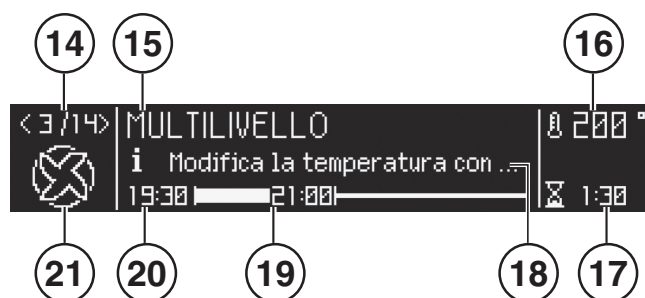 14 15 16
<3/14> MULTILIVELLO 200°
i Modifica la temperatura con ...
19:30 21:00 1:30
21 20 19 18 17